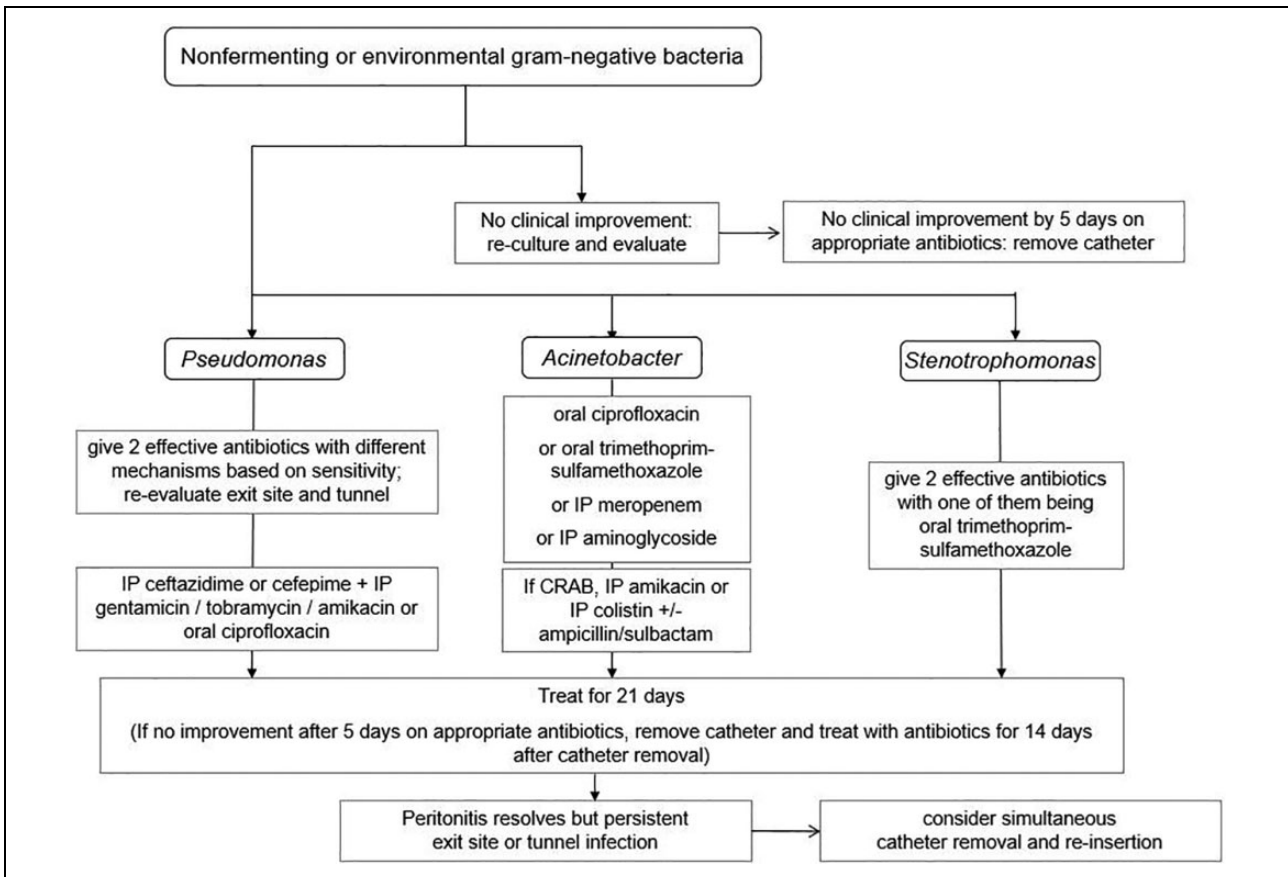 Nonfermenting or environmental gram-negative bacteria
No clinical improvement:
re-culture and evaluate
No clinical improvement by 5 days on
appropriate antibiotics: remove catheter
Pseudomonas
Acinetobacter
Stenotrophomonas
give 2 effective antibiotics with different
mechanisms based on sensitivity;
re-evaluate exit site and tunnel
oral ciprofloxacin
or oral trimethoprim-
sulfamethoxazole
or IP meropenem
or IP aminoglycoside
give 2 effective antibiotics
with one of them being
oral trimethoprim-
sulfamethoxazole
IP ceftazidime or cefepime + IP
gentamicin / tobramycin / amikacin or
oral ciprofloxacin
If CRAB, IP amikacin or
IP colistin +/-
ampicillin/sulbactam
Treat for 21 days
(If no improvement after 5 days on appropriate antibiotics, remove catheter and treat with antibiotics for 14 days
after catheter removal)
Peritonitis resolves but persistent
exit site or tunnel infection
consider simultaneous
catheter removal and re-insertion